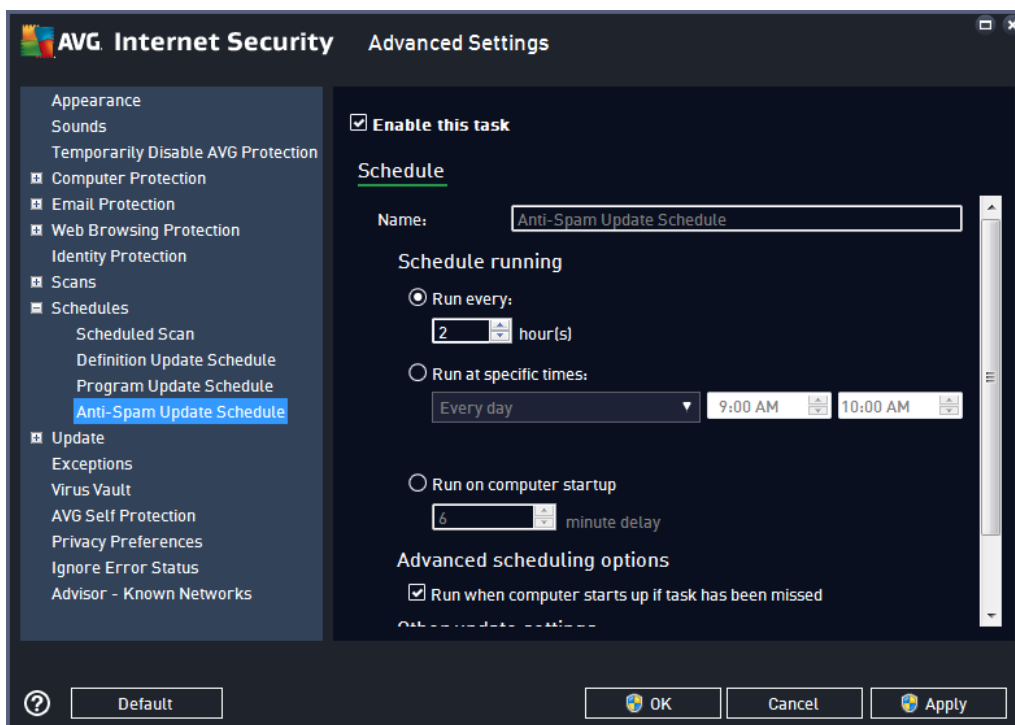 AVG Internet Security Advanced Settings
Appearance
Sounds
Temporarily Disable AVG Protection
Computer Protection
Email Protection
Web Browsing Protection
Identity Protection
Scans
Schedules
Scheduled Scan
Definition Update Schedule
Program Update Schedule
Anti-Spam Update Schedule
Update
Exceptions
Virus Vault
AVG Self Protection
Privacy Preferences
Ignore Error Status
Advisor - Known Networks
Enable this task
Schedule
Name: Anti-Spam Update Schedule
Schedule running
Run every:
2 hour(s)
Run at specific times:
Every day 9:00 AM 10:00 AM
Run on computer startup
6 minute delay
Advanced scheduling options
Run when computer starts up if task has been missed
Other update settings
? Default OK Cancel Apply